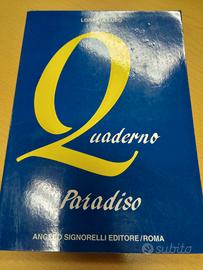 Quaderno
Paradiso
ANGELO SIGNORELLI EDITORE/ROMA
subito